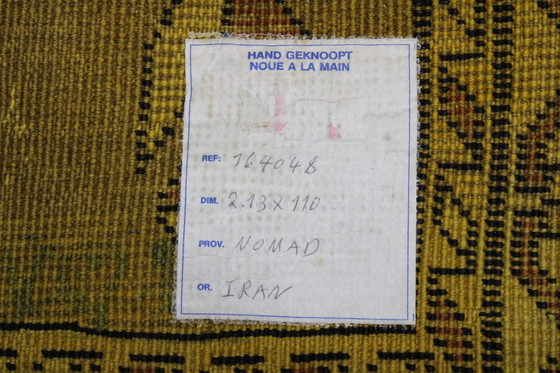 HAND GEKNOOPT
NOUE A LA MAIN
REF: 164048
DIM. 2.13 x 110
PROV. NOMAD
OR. IRAN